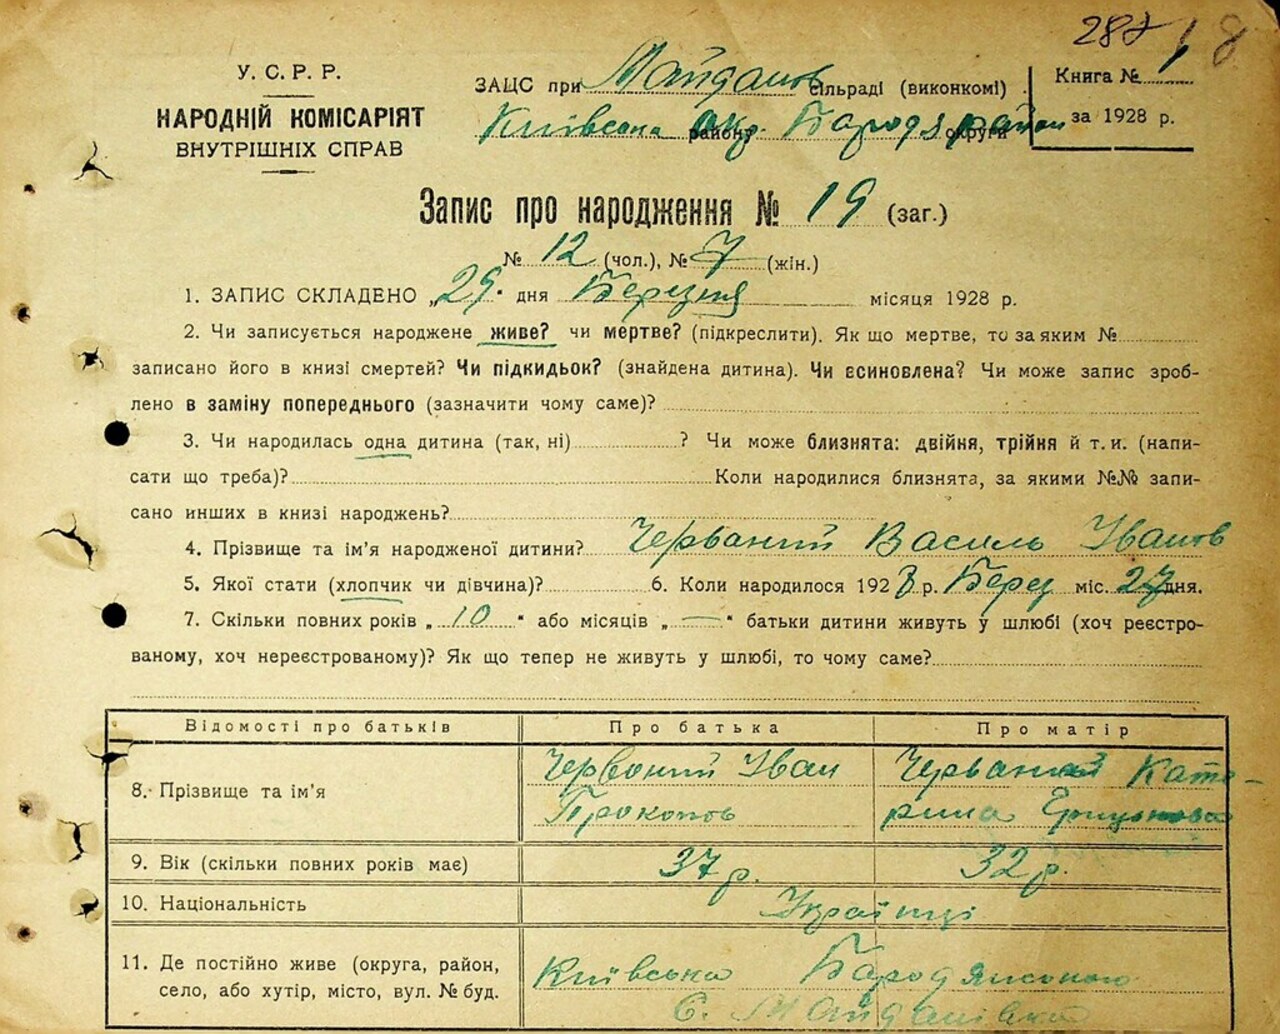 287 18
У. С. Р. Р.
НАРОДНІЙ КОМІСАРІЯТ
ВНУТРІШНІХ СПРАВ
ЗАЦС при Майданов сільраді (виконкомі)
Київська окр. району Бародян район округи
Книга № 1
за 1928 р.
Запис про народження № 19 (заг.)
№ 12 (чол.), № 7 (жін.)
1. ЗАПИС СКЛАДЕНО „29" дня Березня місяця 1928 р.
2. Чи записується народжене живе? чи мертве? (підкреслити). Як що мертве, то за яким №
записано його в книзі смертей? Чи підкидьок? (знайдена дитина). Чи всиновлена? Чи може запис зроб-
лено в заміну попереднього (зазначити чому саме)?
3. Чи народилась одна дитина (так, ні) ? Чи може близнята: двійня, трійня й т. и. (напи-
сати що треба)? Коли народилися близнята, за якими №№ запи-
сано инших в книзі народжень?
4. Прізвище та ім'я народженої дитини? Черваний Василь Іванов
5. Якої стати (хлопчик чи дівчина)? 6. Коли народилося 1928 р. Берез міс. 27 дня.
7. Скільки повних років „ 10 " або місяців „ — " батьки дитини живуть у шлюбі (хоч реєстро-
ваному, хоч нереєстрованому)? Як що тепер не живуть у шлюбі, то чому саме?
Відомості про батьків Про батька Про матір
8. Прізвище та ім'я Червоний Іван Прокопов Черваний Кате-
рина
9. Вік (скільки повних років має) 37 р. 32 р.
10. Національність Українці
11. Де постійно живе (округа, район,
село, або хутір, місто, вул. № буд. Київська Бародянського
С. Майданівка